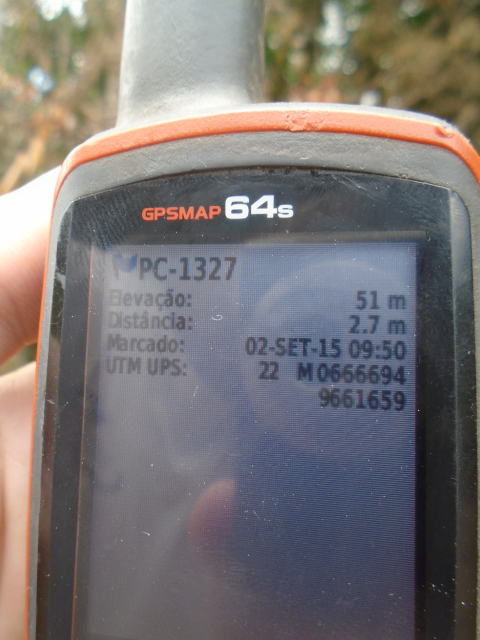 GPSMAP 64s
PC-1327
Elevação: 51 m
Distância: 2.7 m
Marcado: 02-SET-15 09:50
UTM UPS: 22 M 0666694
9661659